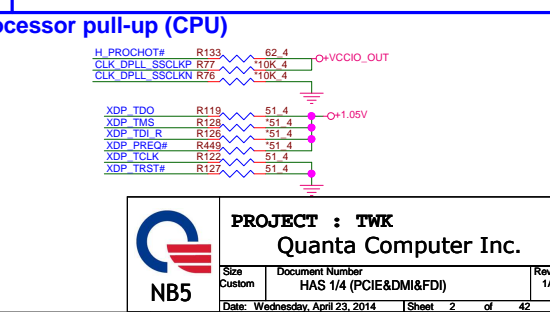 ocessor pull-up (CPU)
H_PROCHOT# R133 62_4
+VCCIO_OUT
CLK_DPLL_SSCLKP R77 *10K_4
CLK_DPLL_SSCLKN R76 *10K_4
XDP_TDO R119 51_4
+1.05V
XDP_TMS R128 *51_4
XDP_TDI_R R126 *51_4
XDP_PREQ# R449 *51_4
XDP_TCLK R122 51_4
XDP_TRST# R127 51_4
PROJECT : TWK
Quanta Computer Inc.
NB5
Size Document Number Rev
Custom HAS 1/4 (PCIE&DMI&FDI) 1A
Date: Wednesday, April 23, 2014 Sheet 2 of 42